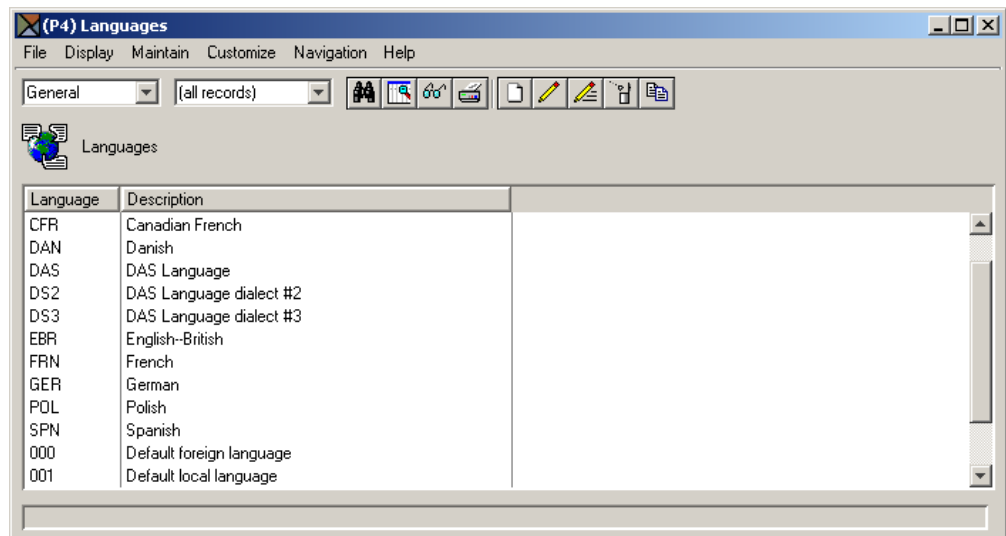 (P4) Languages
File Display Maintain Customize Navigation Help
General (all records)
Languages
Language Description
CFR Canadian French
DAN Danish
DAS DAS Language
DS2 DAS Language dialect #2
DS3 DAS Language dialect #3
EBR English--British
FRN French
GER German
POL Polish
SPN Spanish
000 Default foreign language
001 Default local language